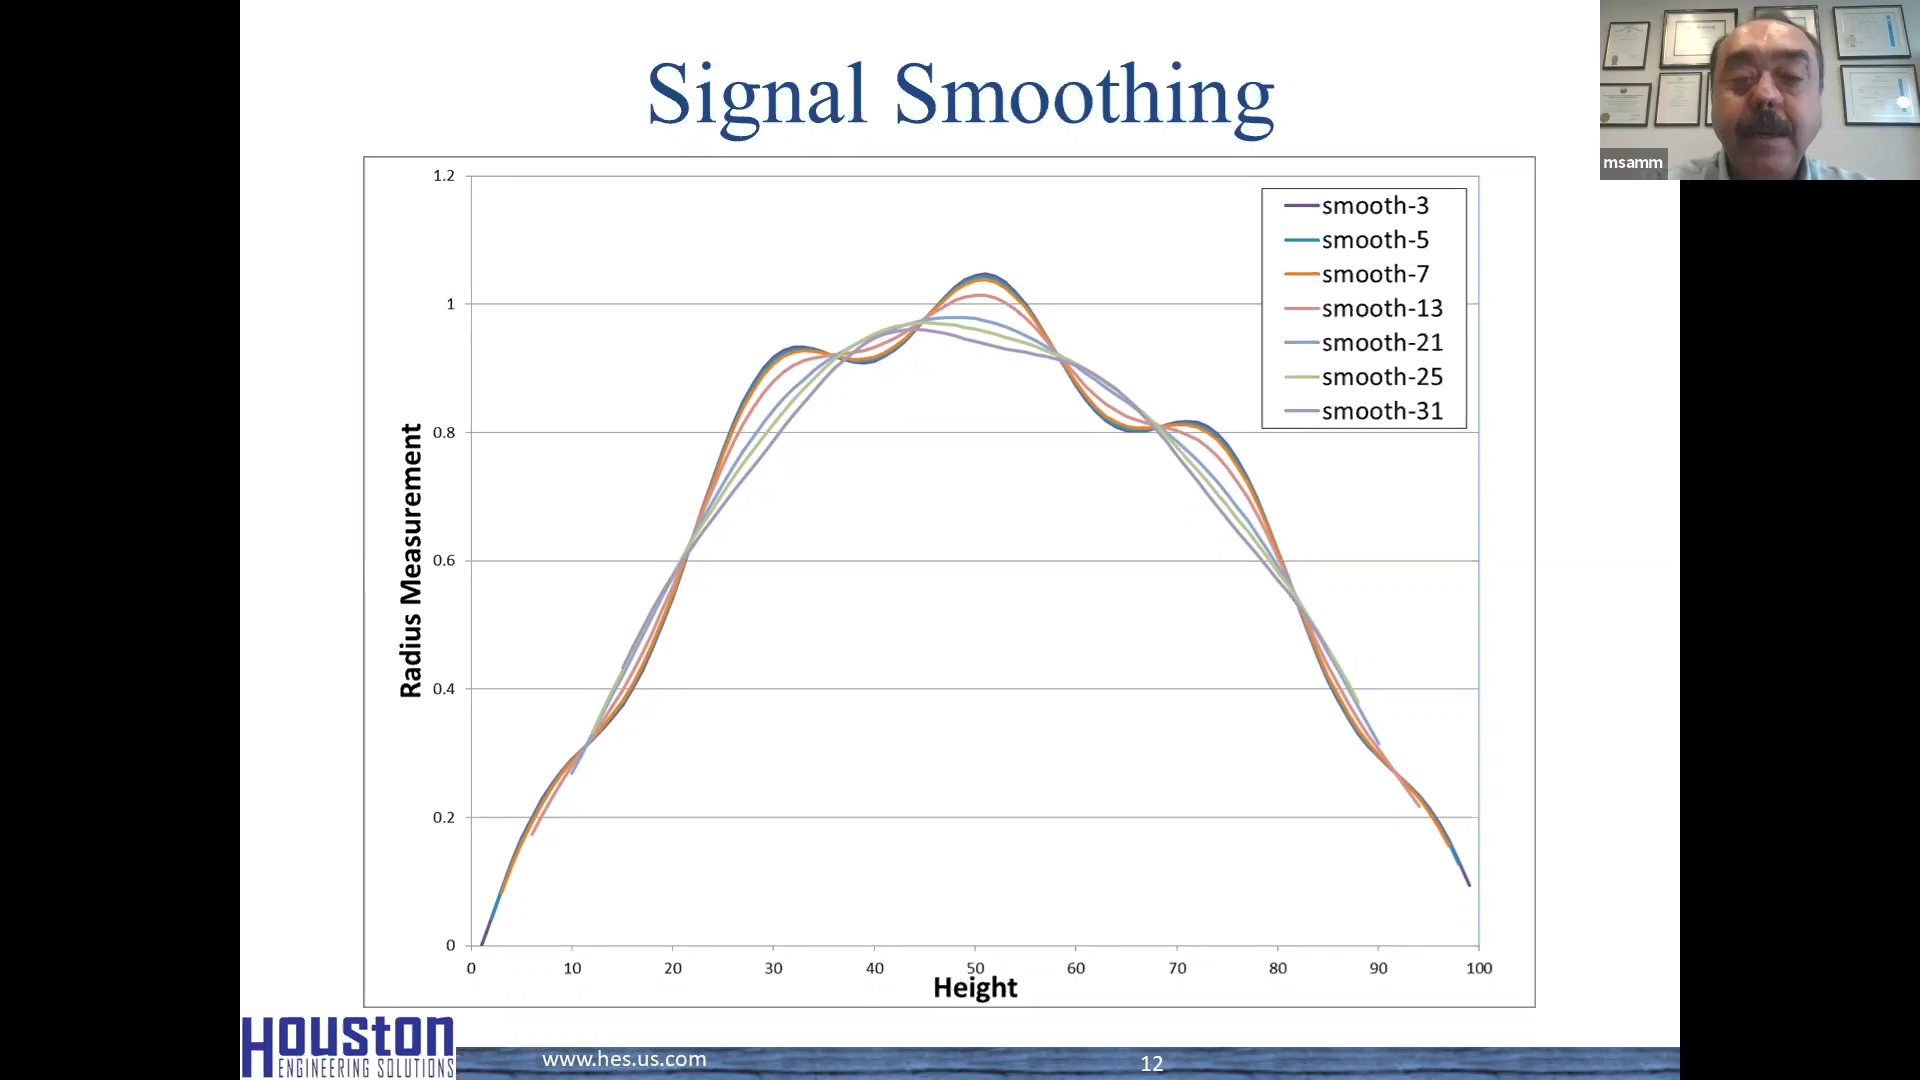 Signal Smoothing
msamm
smooth-3
smooth-5
smooth-7
smooth-13
smooth-21
smooth-25
smooth-31
Radius Measurement
1.2
1
0.8
0.6
0.4
0.2
0
0 10 20 30 40 50 60 70 80 90 100
Height
Houston
ENGINEERING SOLUTIONS
www.hes.us.com
12